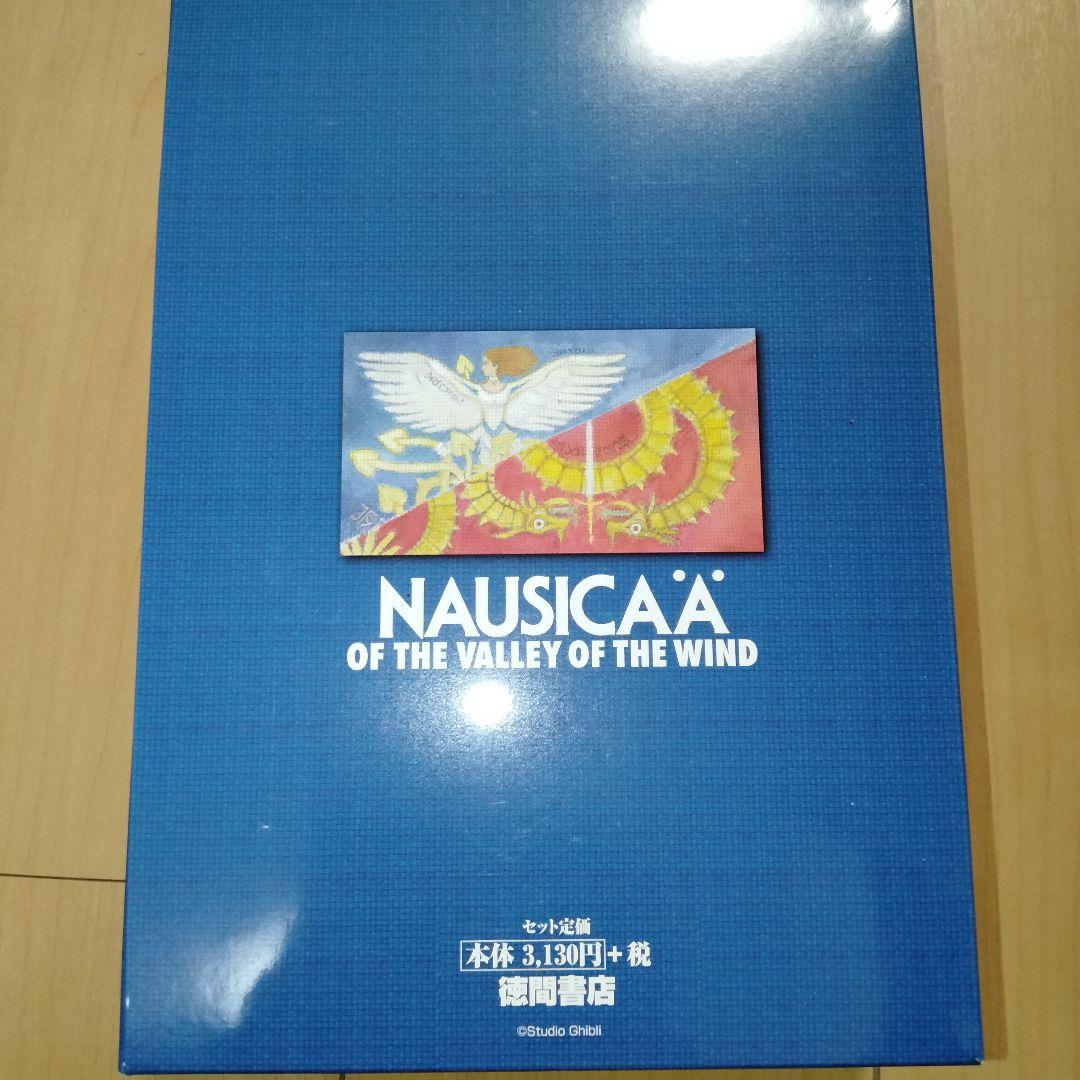 NAUSICAÄ
OF THE VALLEY OF THE WIND
セット定価
本体 3,130円+税
徳間書店
©Studio Ghibli